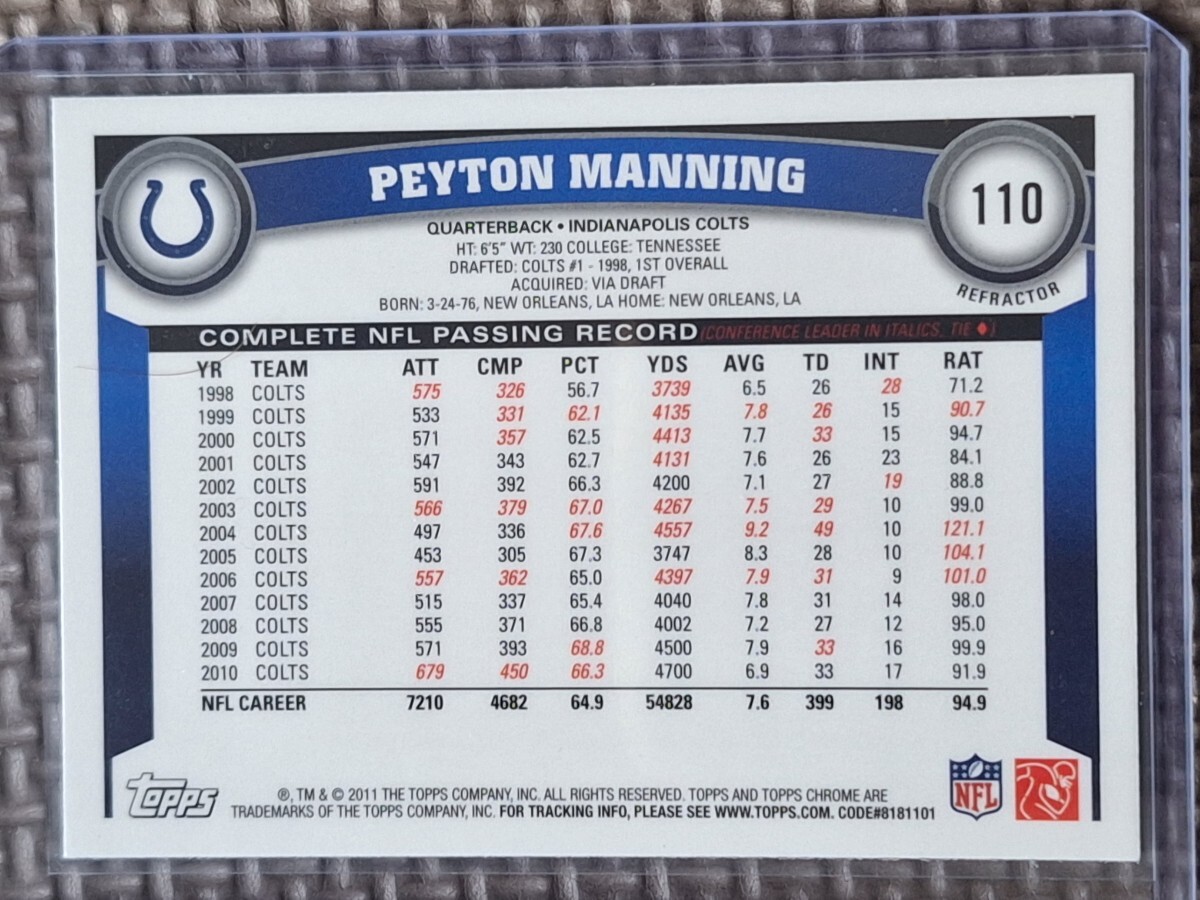 PEYTON MANNING
110
QUARTERBACK • INDIANAPOLIS COLTS
HT: 6'5" WT: 230 COLLEGE: TENNESSEE
DRAFTED: COLTS #1 - 1998, 1ST OVERALL
ACQUIRED: VIA DRAFT
BORN: 3-24-76, NEW ORLEANS, LA HOME: NEW ORLEANS, LA
REFRACTOR
COMPLETE NFL PASSING RECORD (CONFERENCE LEADER IN ITALICS, TIE ♦)
YR TEAM ATT CMP PCT YDS AVG TD INT RAT
1998 COLTS 575 326 56.7 3739 6.5 26 28 71.2
1999 COLTS 533 331 62.1 4135 7.8 26 15 90.7
2000 COLTS 571 357 62.5 4413 7.7 33 15 94.7
2001 COLTS 547 343 62.7 4131 7.6 26 23 84.1
2002 COLTS 591 392 66.3 4200 7.1 27 19 88.8
2003 COLTS 566 379 67.0 4267 7.5 29 10 99.0
2004 COLTS 497 336 67.6 4557 9.2 49 10 121.1
2005 COLTS 453 305 67.3 3747 8.3 28 10 104.1
2006 COLTS 557 362 65.0 4397 7.9 31 9 101.0
2007 COLTS 515 337 65.4 4040 7.8 31 14 98.0
2008 COLTS 555 371 66.8 4002 7.2 27 12 95.0
2009 COLTS 571 393 68.8 4500 7.9 33 16 99.9
2010 COLTS 679 450 66.3 4700 6.9 33 17 91.9
NFL CAREER 7210 4682 64.9 54828 7.6 399 198 94.9
Topps
®, TM & © 2011 THE TOPPS COMPANY, INC. ALL RIGHTS RESERVED. TOPPS AND TOPPS CHROME ARE
TRADEMARKS OF THE TOPPS COMPANY, INC. FOR TRACKING INFO, PLEASE SEE WWW.TOPPS.COM. CODE#8181101
NFL